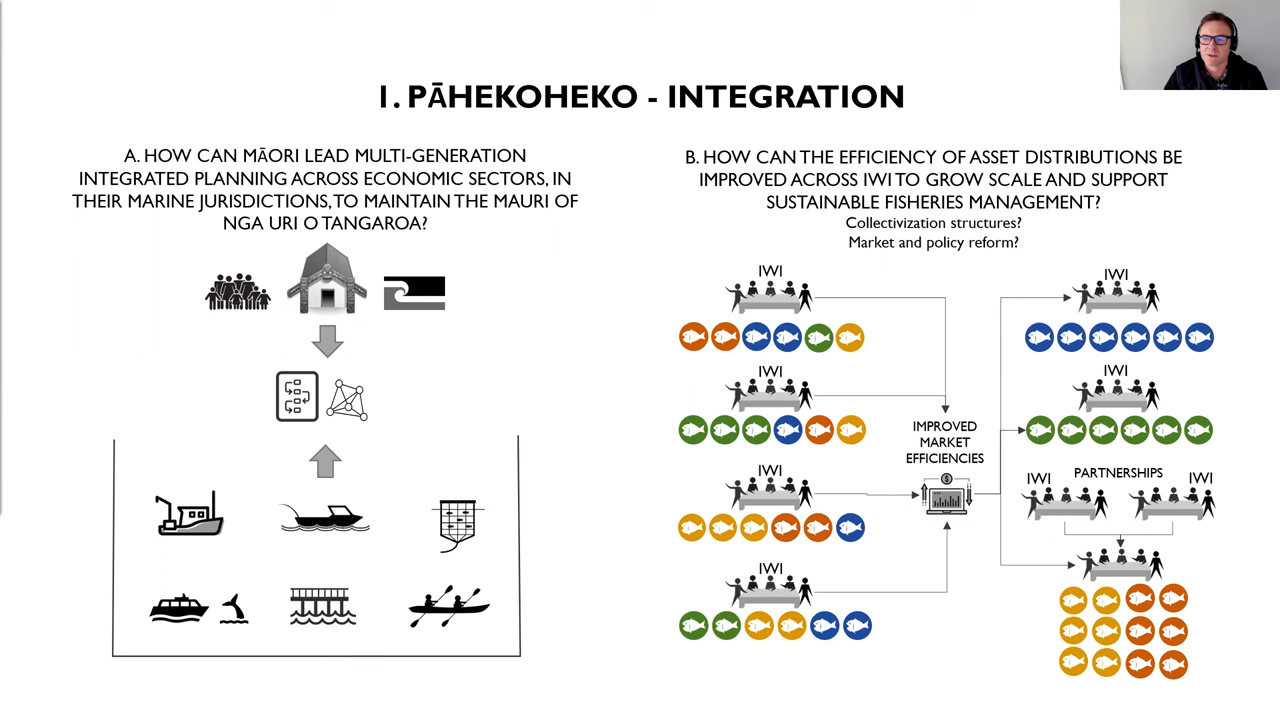 1. PĀHEKOHEKO - INTEGRATION
A. HOW CAN MĀORI LEAD MULTI-GENERATION
INTEGRATED PLANNING ACROSS ECONOMIC SECTORS, IN
THEIR MARINE JURISDICTIONS, TO MAINTAIN THE MAURI OF
NGA URI O TANGAROA?
B. HOW CAN THE EFFICIENCY OF ASSET DISTRIBUTIONS BE
IMPROVED ACROSS IWI TO GROW SCALE AND SUPPORT
SUSTAINABLE FISHERIES MANAGEMENT?
Collectivization structures?
Market and policy reform?
IWI
IWI
IWI
IWI
IMPROVED
MARKET
EFFICIENCIES
$
IWI
IWI
PARTNERSHIPS
IWI
IWI